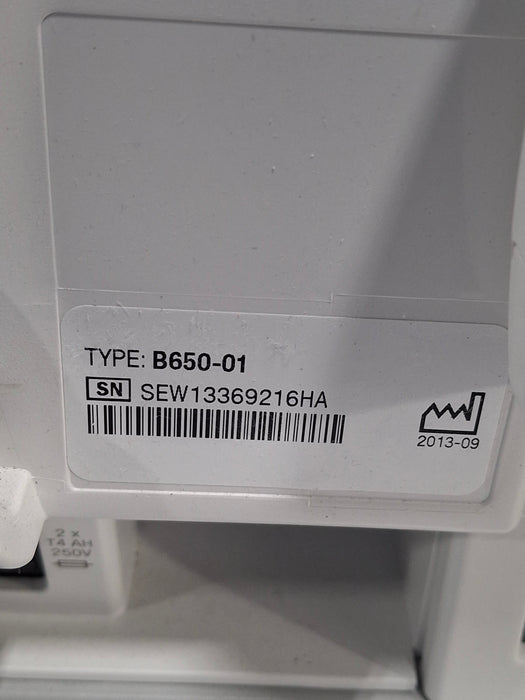 TYPE: B650-01
SN SEW13369216HA
2013-09
2 x
T4 AH
250V